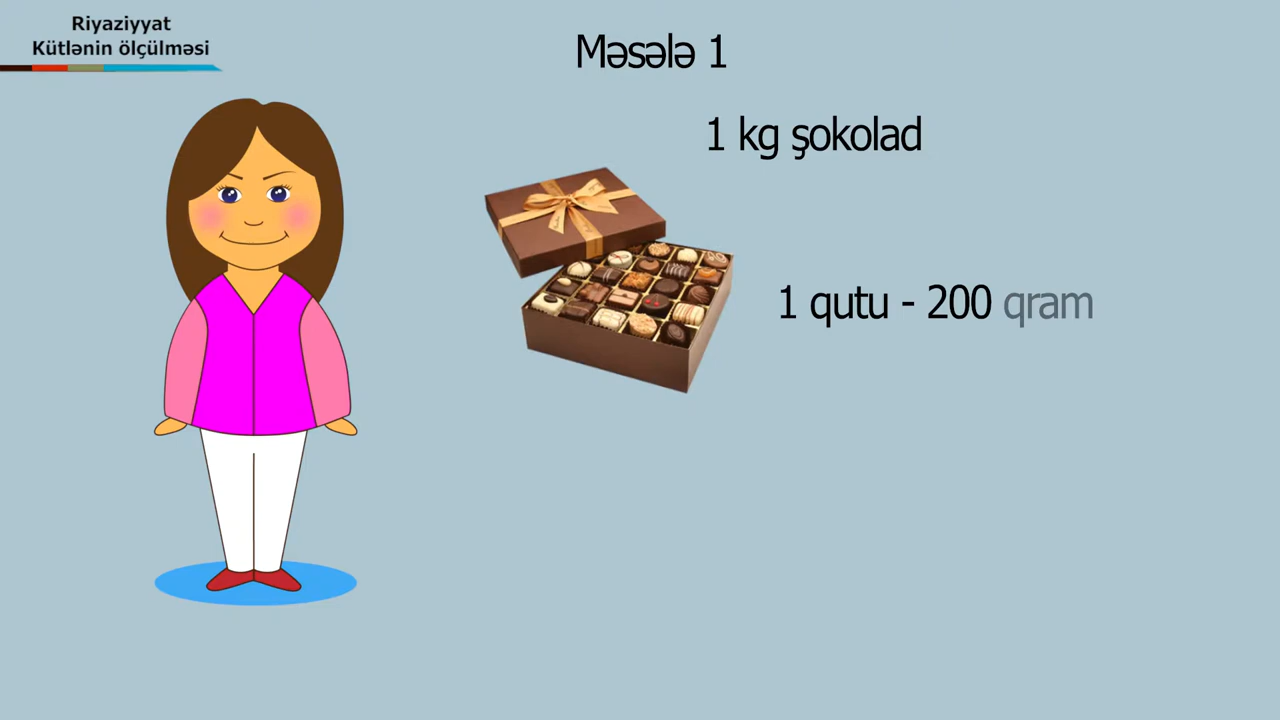 Riyaziyyat
Kütlənin ölçülməsi
Məsələ 1
1 kg şokolad
1 qutu - 200 qram